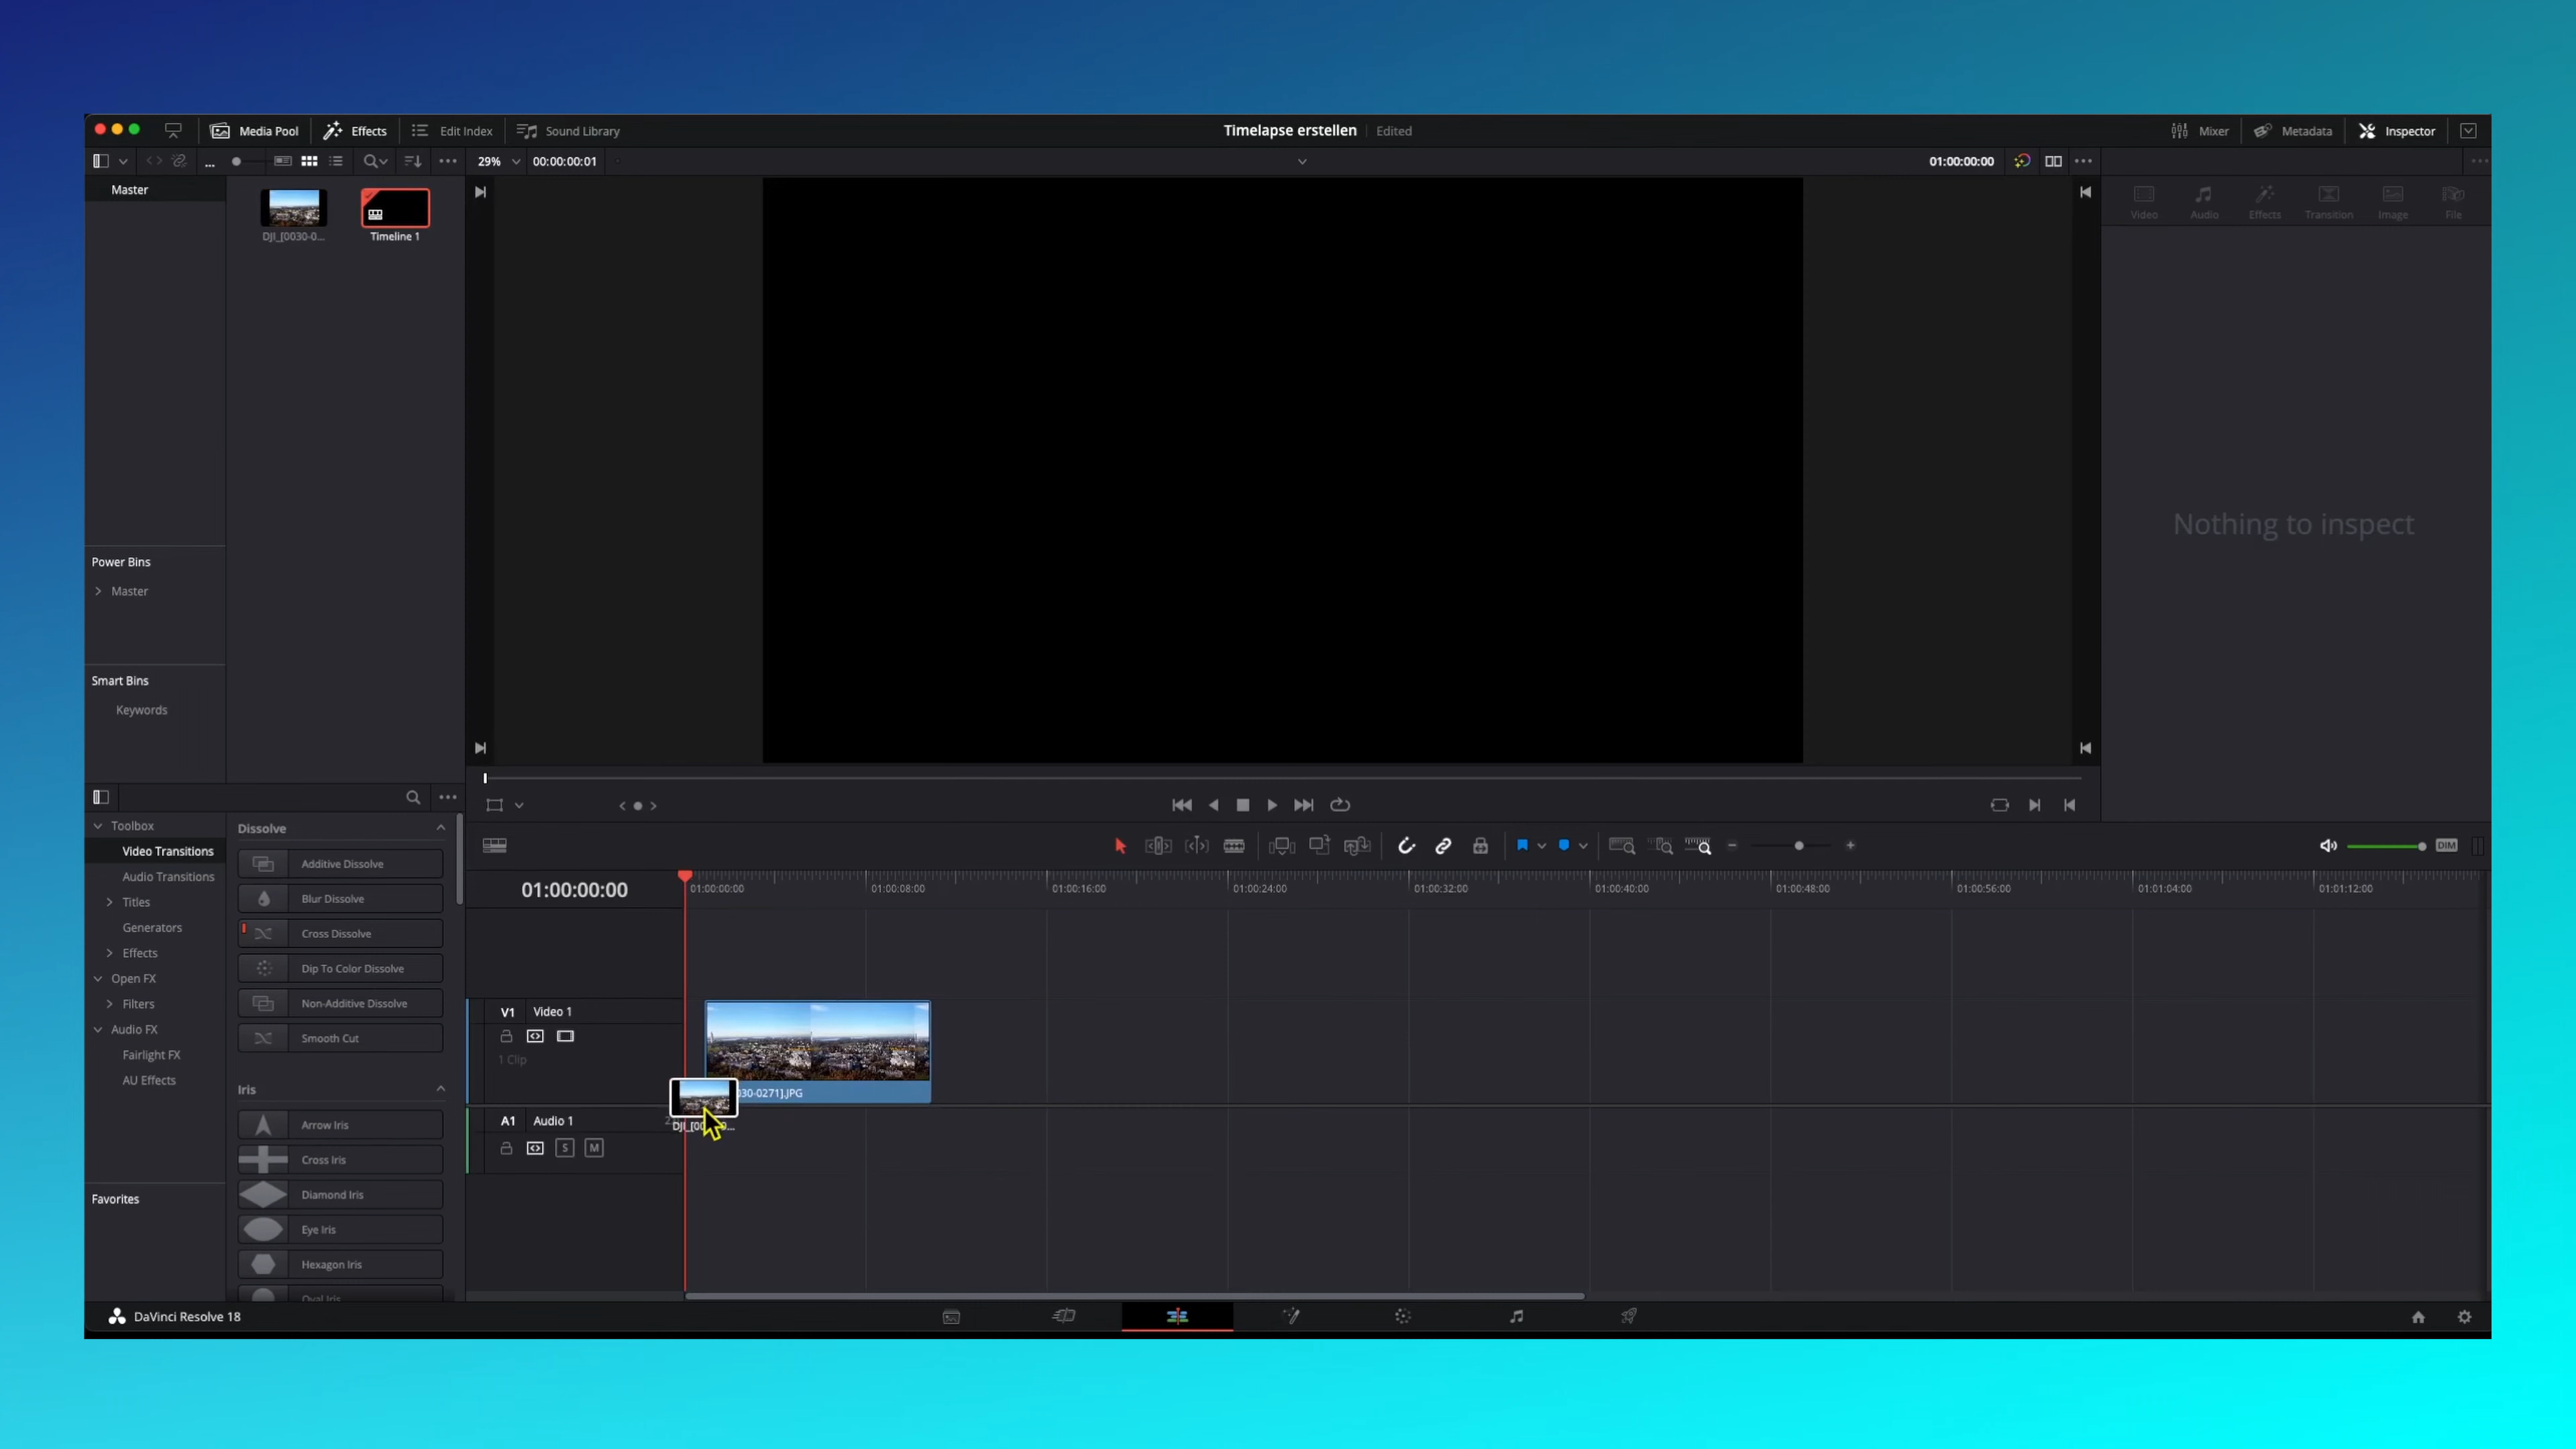 Media Pool
Effects
Edit Index
Sound Library
Timelapse erstellen
Edited
Mixer
Metadata
Inspector
...
29%
00:00:00:01
01:00:00:00
Master
DJI_[0030-0...
Timeline 1
Video
Audio
Effects
Transition
Image
File
Nothing to inspect
Power Bins
Master
Smart Bins
Keywords
Toolbox
Video Transitions
Audio Transitions
Titles
Generators
Effects
Open FX
Filters
Audio FX
Fairlight FX
AU Effects
Favorites
Dissolve
Additive Dissolve
Blur Dissolve
Cross Dissolve
Dip To Color Dissolve
Non-Additive Dissolve
Smooth Cut
Iris
Arrow Iris
Cross Iris
Diamond Iris
Eye Iris
Hexagon Iris
Oval Iris
DIM
01:00:00:00
01:00:00:00
01:00:08:00
01:00:16:00
01:00:24:00
01:00:32:00
01:00:40:00
01:00:48:00
01:00:56:00
01:01:04:00
01:01:12:00
V1
Video 1
1 Clip
030-0271].JPG
A1
Audio 1
S
M
DaVinci Resolve 18